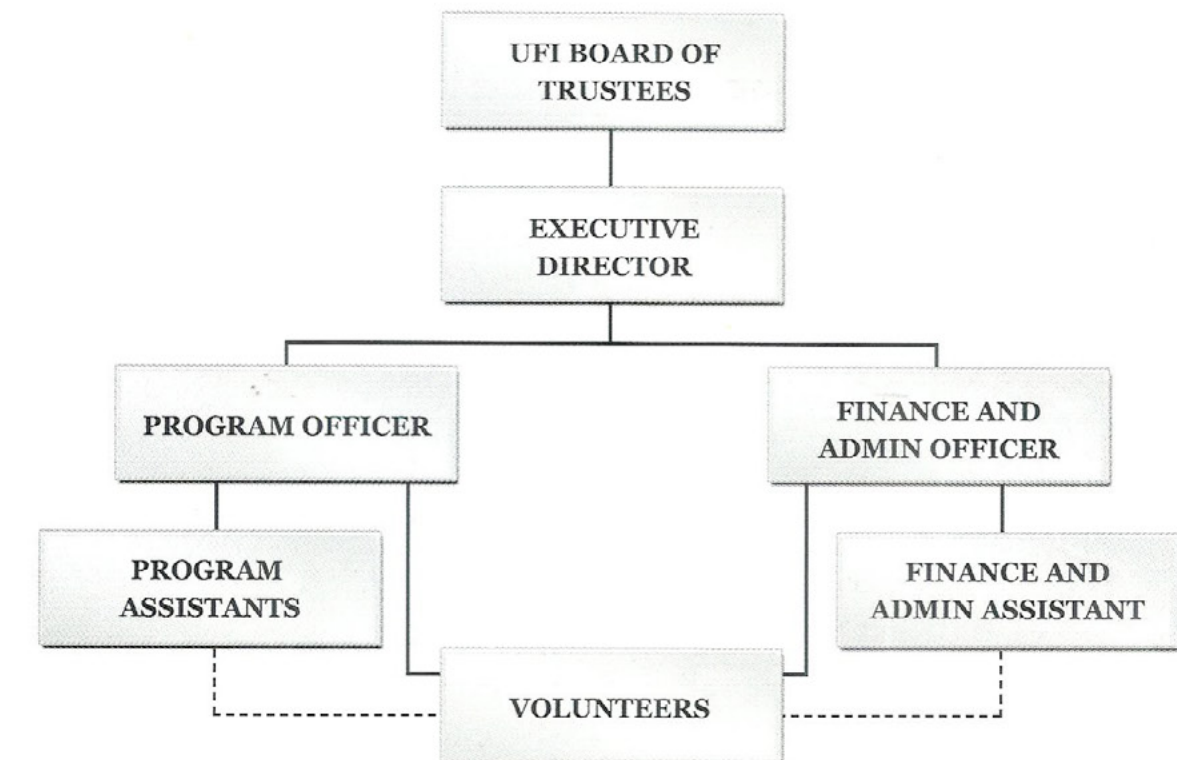 UFI BOARD OF
TRUSTEES
EXECUTIVE
DIRECTOR
PROGRAM OFFICER
FINANCE AND
ADMIN OFFICER
PROGRAM
ASSISTANTS
FINANCE AND
ADMIN ASSISTANT
VOLUNTEERS